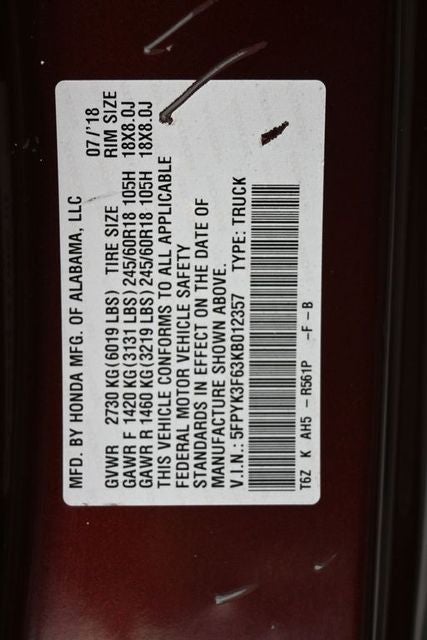 MFD. BY HONDA MFG. OF ALABAMA, LLC 07/'18
GVWR 2730 KG (6019 LBS) TIRE SIZE RIM SIZE
GAWR F 1420 KG (3131 LBS) 245/60R18 105H 18X8.0J
GAWR R 1460 KG (3219 LBS) 245/60R18 105H 18X8.0J
THIS VEHICLE CONFORMS TO ALL APPLICABLE
FEDERAL MOTOR VEHICLE SAFETY
STANDARDS IN EFFECT ON THE DATE OF
MANUFACTURE SHOWN ABOVE.
V.I.N.: 5FPYK3F63KB012357 TYPE: TRUCK
T6Z K AH5 - R561P -F - B